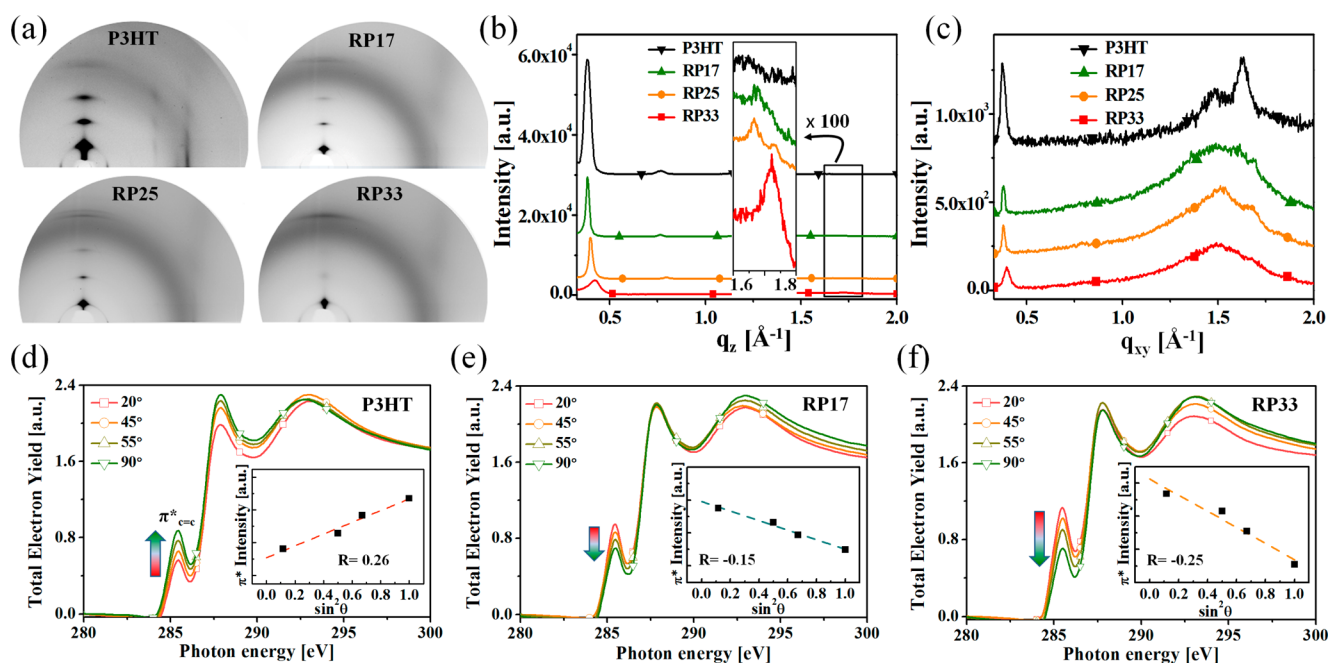 (a)
P3HT
RP17
RP25
RP33
(b)
Intensity [a.u.]
6.0x10⁴
4.0x10⁴
2.0x10⁴
0.0
P3HT
RP17
RP25
RP33
x 100
1.6 1.8
0.5 1.0 1.5 2.0
q_z [Å⁻¹]
(c)
Intensity [a.u.]
1.0x10³
5.0x10²
0.0
P3HT
RP17
RP25
RP33
0.5 1.0 1.5 2.0
q_xy [Å⁻¹]
(d)
Total Electron Yield [a.u.]
2.4
1.8
1.2
0.6
0.0
20°
45°
55°
90°
P3HT
π*c=c
π* Intensity [a.u.]
R= 0.26
0.0 0.2 0.4 0.6 0.8 1.0
sin²θ
280 285 290 295 300
Photon energy [eV]
(e)
Total Electron Yield [a.u.]
2.4
1.8
1.2
0.6
0.0
20°
45°
55°
90°
RP17
π* Intensity [a.u.]
R= -0.15
0.0 0.2 0.4 0.6 0.8 1.0
sin²θ
280 285 290 295 300
Photon energy [eV]
(f)
Total Electron Yield [a.u.]
2.4
1.8
1.2
0.6
0.0
20°
45°
55°
90°
RP33
π* Intensity [a.u.]
R= -0.25
0.0 0.2 0.4 0.6 0.8 1.0
sin²θ
280 285 290 295 300
Photon energy [eV]